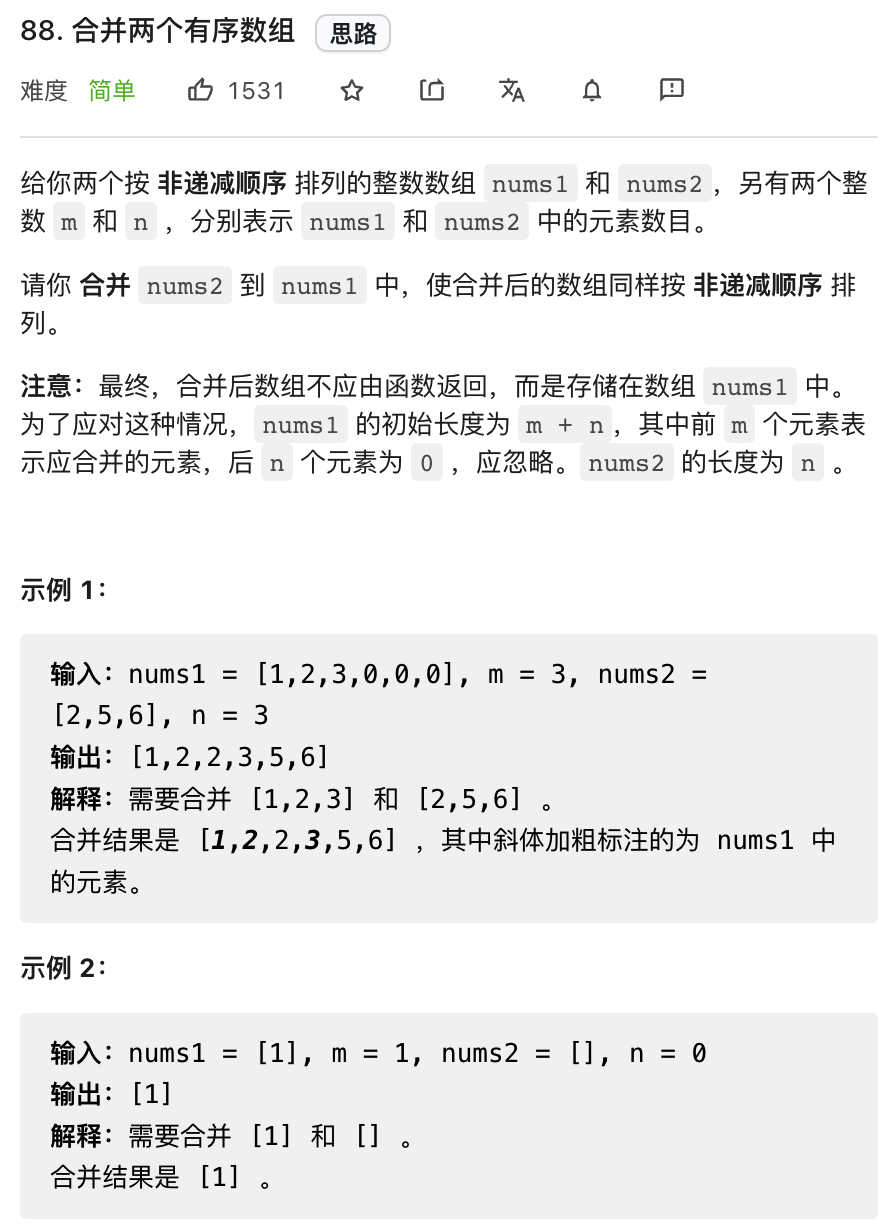 88. 合并两个有序数组 思路
难度 简单 1531
给你两个按 非递减顺序 排列的整数数组 nums1 和 nums2，另有两个整
数 m 和 n ，分别表示 nums1 和 nums2 中的元素数目。
请你 合并 nums2 到 nums1 中，使合并后的数组同样按 非递减顺序 排
列。
注意：最终，合并后数组不应由函数返回，而是存储在数组 nums1 中。
为了应对这种情况，nums1 的初始长度为 m + n，其中前 m 个元素表
示应合并的元素，后 n 个元素为 0 ，应忽略。nums2 的长度为 n 。
示例 1：
输入：nums1 = [1,2,3,0,0,0], m = 3, nums2 =
[2,5,6], n = 3
输出：[1,2,2,3,5,6]
解释：需要合并 [1,2,3] 和 [2,5,6] 。
合并结果是 [1,2,2,3,5,6] ，其中斜体加粗标注的为 nums1 中
的元素。
示例 2：
输入：nums1 = [1], m = 1, nums2 = [], n = 0
输出：[1]
解释：需要合并 [1] 和 [] 。
合并结果是 [1] 。